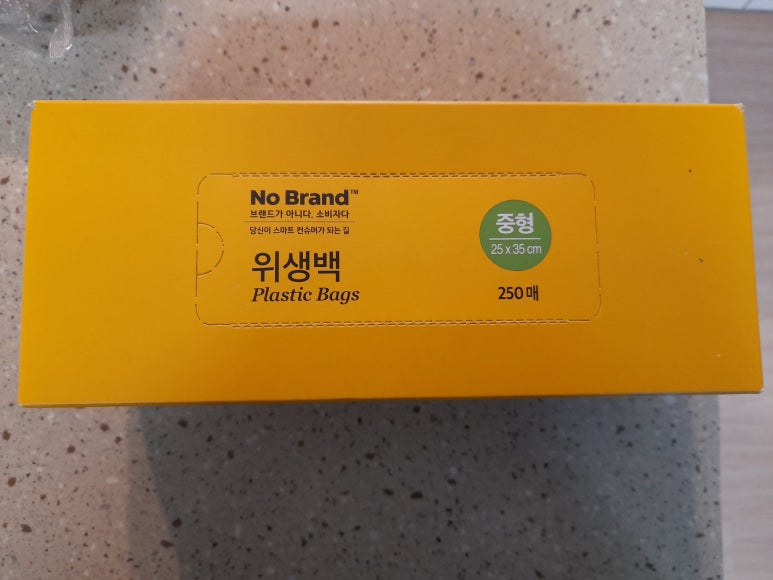 No Brand™
브랜드가 아니다. 소비자다
당신이 스마트 컨슈머가 되는 길
위생백
Plastic Bags
중형
25 x 35 cm
250매